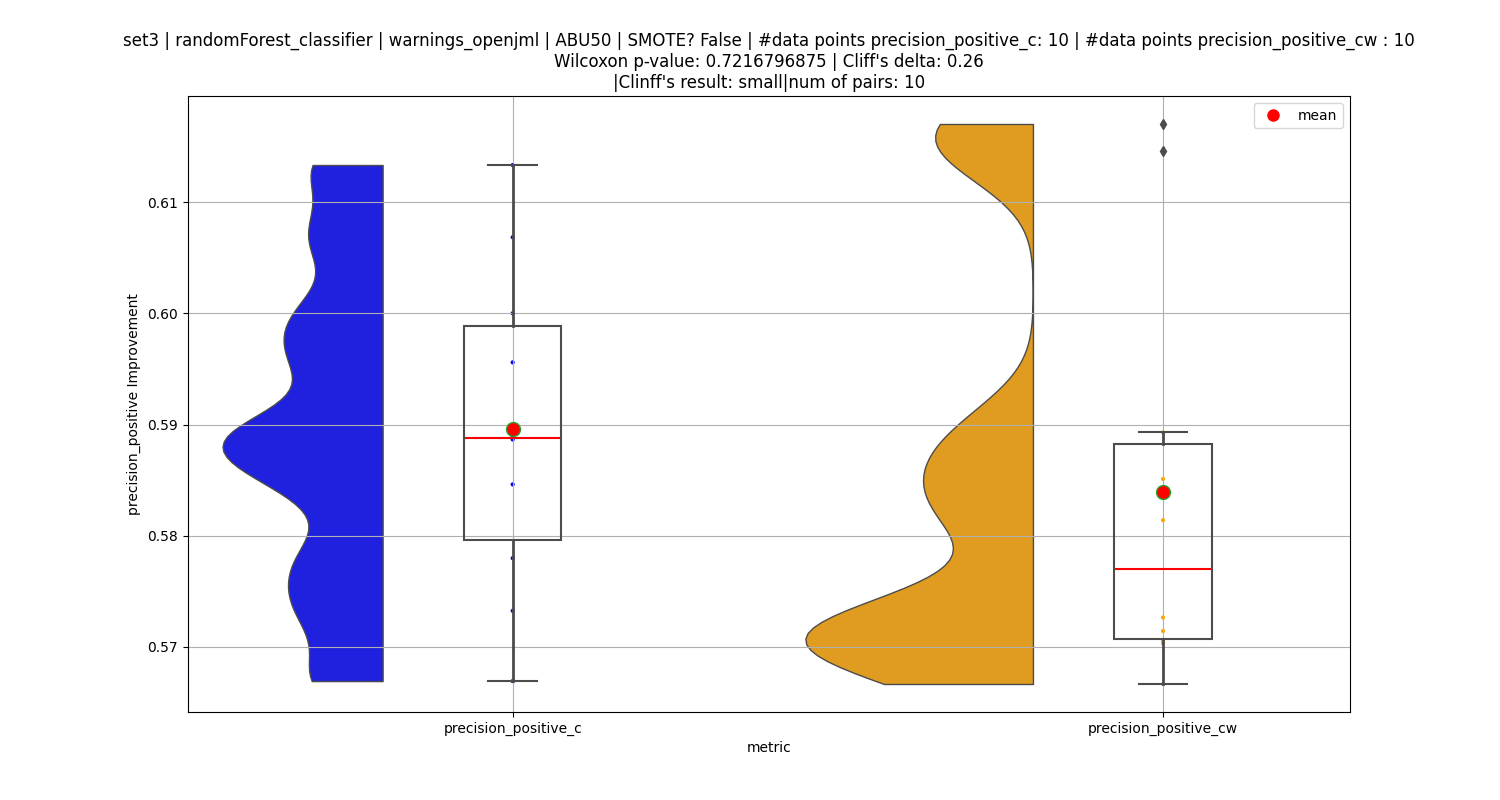 set3 | randomForest_classifier | warnings_openjml | ABU50 | SMOTE? False | #data points precision_positive_c: 10 | #data points precision_positive_cw : 10
Wilcoxon p-value: 0.7216796875 | Cliff's delta: 0.26
|Clinff's result: small|num of pairs: 10
mean
0.61
0.60
0.59
0.58
0.57
precision_positive Improvement
precision_positive_c
precision_positive_cw
metric